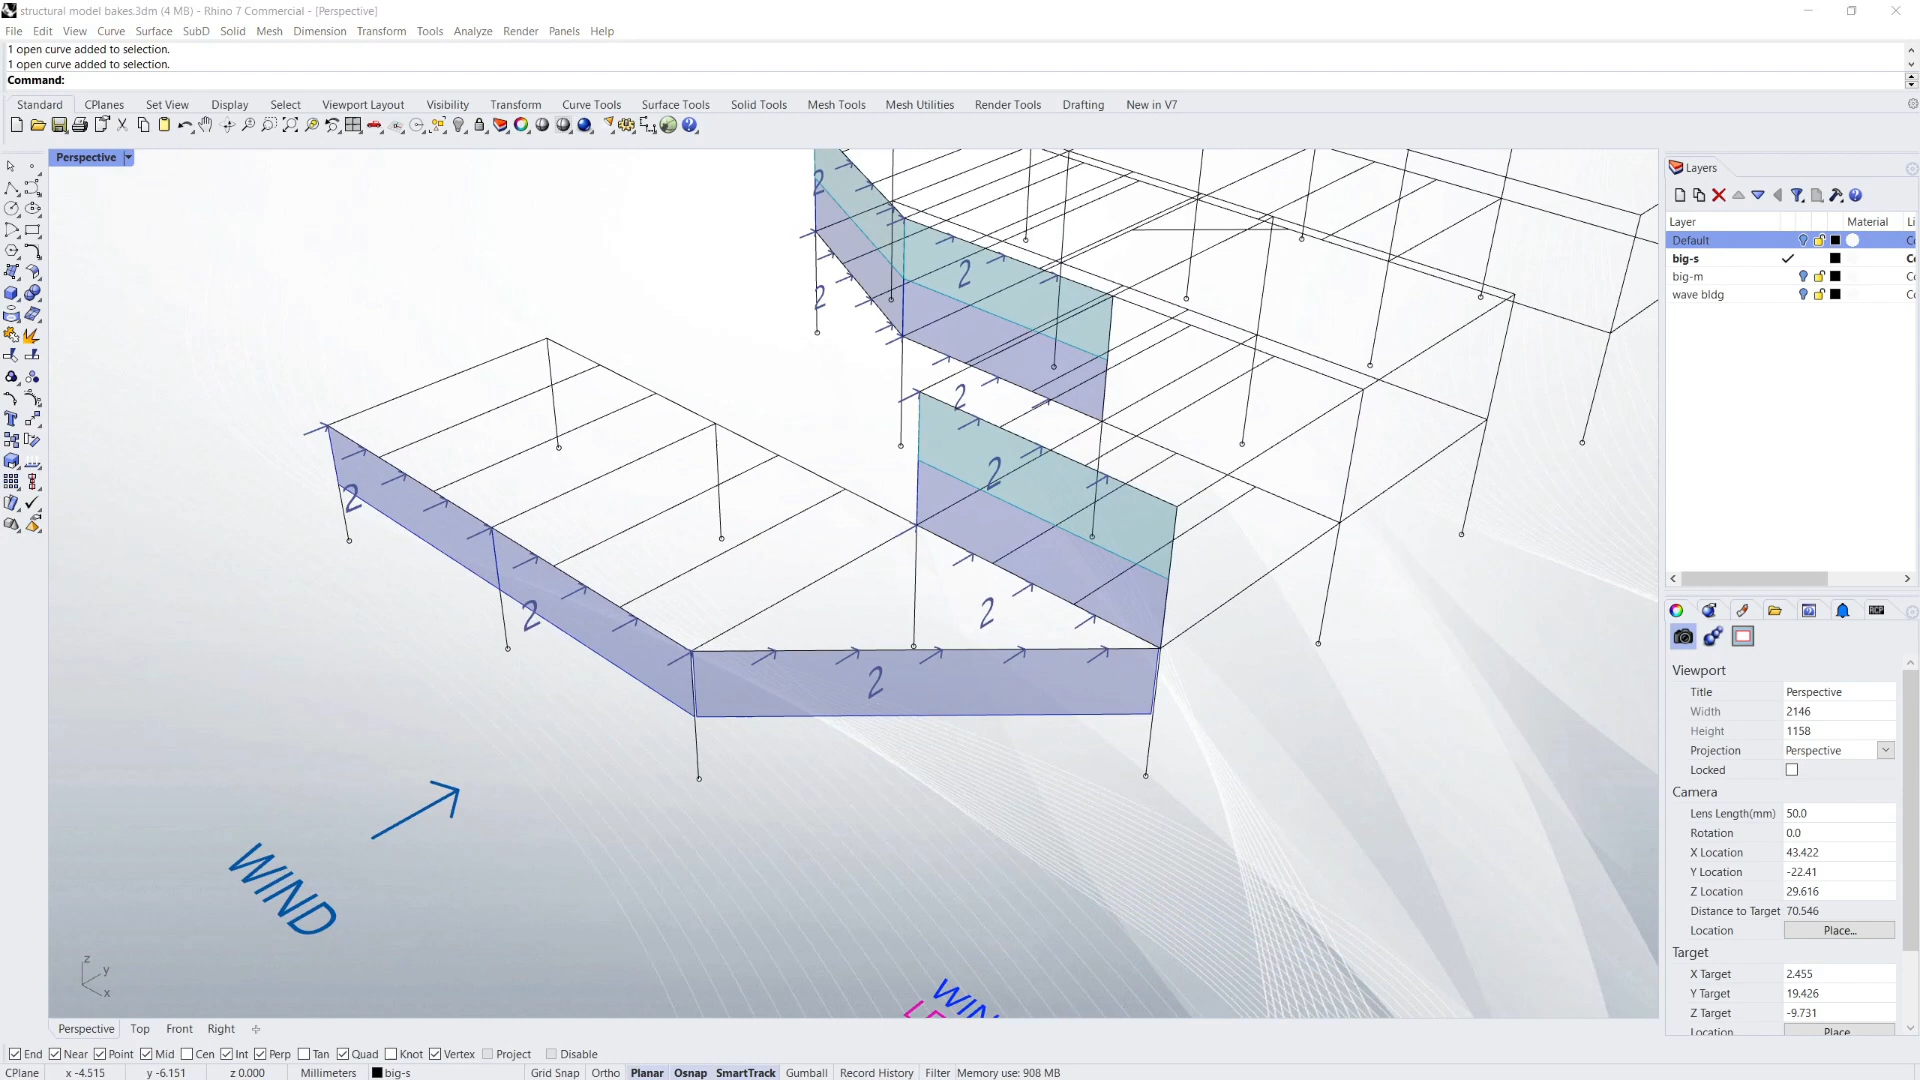 structural model bakes.3dm (4 MB) - Rhino 7 Commercial - [Perspective]
File Edit View Curve Surface SubD Solid Mesh Dimension Transform Tools Analyze Render Panels Help
1 open curve added to selection.
1 open curve added to selection.
Command:
Standard CPlanes Set View Display Select Viewport Layout Visibility Transform Curve Tools Surface Tools Solid Tools Mesh Tools Mesh Utilities Render Tools Drafting New in V7
Perspective
Layers
Layer Material Li
Default
big-s
big-m
wave bldg
2
2
2
2
2
2
2
2
2
WIND
z
y
x
Viewport
Title Perspective
Width 2146
Height 1158
Projection Perspective
Locked
Camera
Lens Length(mm) 50.0
Rotation 0.0
X Location 43.422
Y Location -22.41
Z Location 29.616
Distance to Target 70.546
Location Place...
Target
X Target 2.455
Y Target 19.426
Z Target -9.731
Location Place...
Perspective Top Front Right
End Near Point Mid Cen Int Perp Tan Quad Knot Vertex Project Disable
CPlane x -4.515 y -6.151 z 0.000 Millimeters big-s Grid Snap Ortho Planar Osnap SmartTrack Gumball Record History Filter Memory use: 908 MB